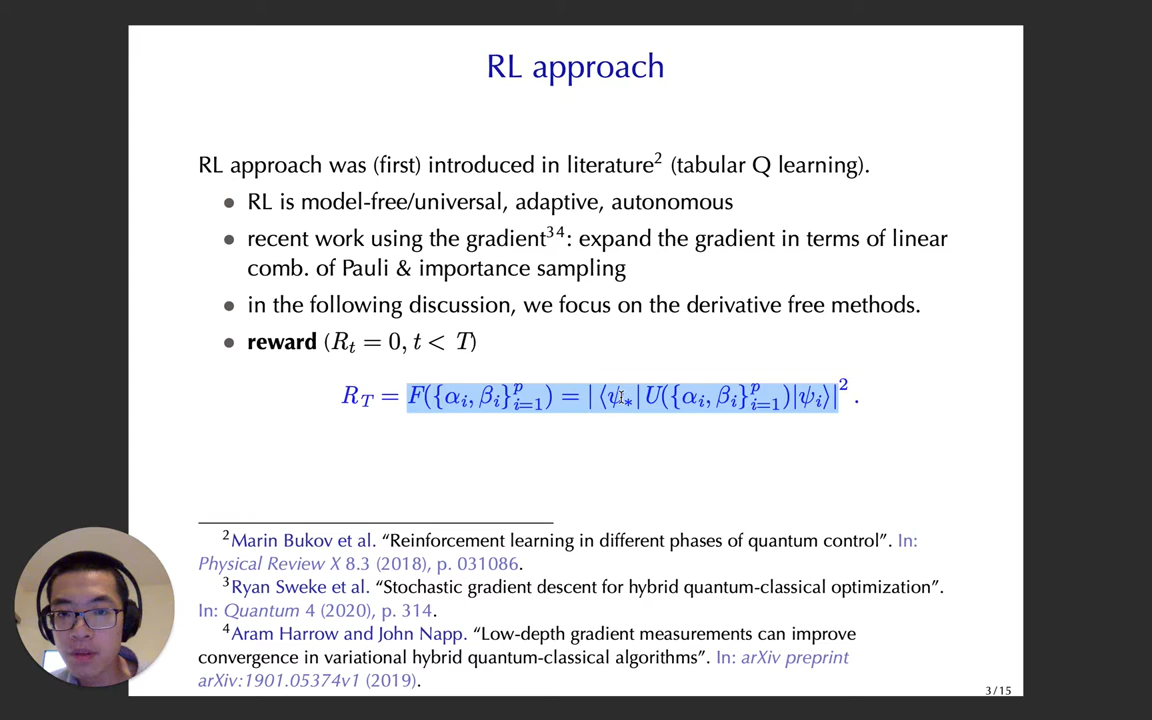 RL approach
RL approach was (first) introduced in literature² (tabular Q learning).
• RL is model-free/universal, adaptive, autonomous
• recent work using the gradient³⁴: expand the gradient in terms of linear
comb. of Pauli & importance sampling
• in the following discussion, we focus on the derivative free methods.
• reward (R_t = 0, t < T)
R_T = F({α_i, β_i}_{i=1}^p) = |⟨ψ_*| U({α_i, β_i}_{i=1}^p)|ψ_i⟩|² .
²Marin Bukov et al. “Reinforcement learning in different phases of quantum control”. In:
Physical Review X 8.3 (2018), p. 031086.
³Ryan Sweke et al. “Stochastic gradient descent for hybrid quantum-classical optimization”.
In: Quantum 4 (2020), p. 314.
⁴Aram Harrow and John Napp. “Low-depth gradient measurements can improve
convergence in variational hybrid quantum-classical algorithms”. In: arXiv preprint
arXiv:1901.05374v1 (2019).
3 / 15